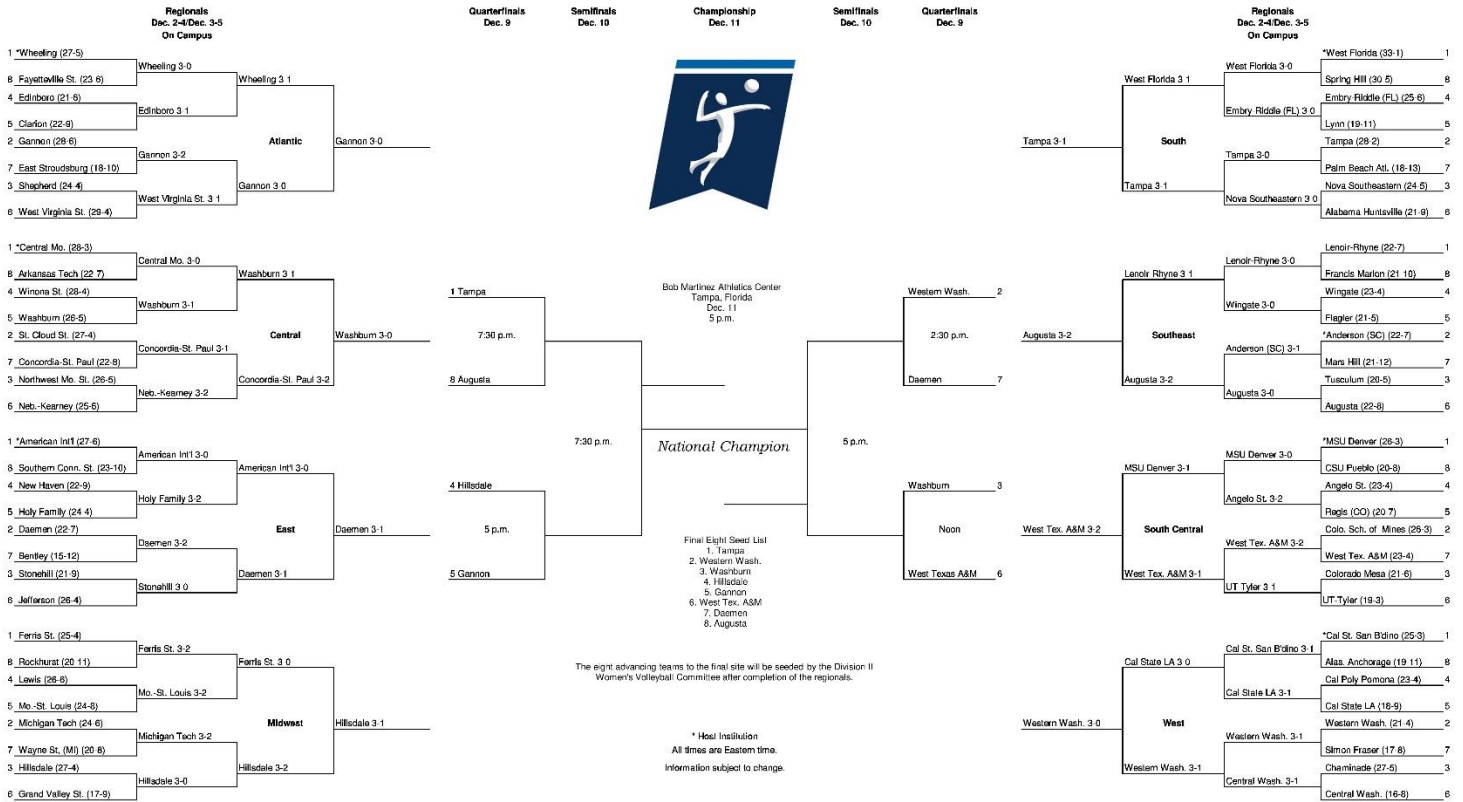 Regionals
Dec. 2-4/Dec. 3-5
On Campus
Quarterfinals
Dec. 9
Semifinals
Dec. 10
Championship
Dec. 11
Semifinals
Dec. 10
Quarterfinals
Dec. 9
Regionals
Dec. 2-4/Dec. 3-5
On Campus
1 *Wheeling (27-5)
Wheeling 3-0
8 Fayetteville St. (23-6)
Wheeling 3-1
4 Edinboro (21-6)
Edinboro 3-1
5 Clarion (22-9)
Atlantic
Gannon 3-0
2 Gannon (28-6)
Gannon 3-2
7 East Stroudsburg (18-10)
Gannon 3-0
3 Shepherd (24-4)
West Virginia St. 3-1
6 West Virginia St. (29-4)
1 *Central Mo. (28-3)
Central Mo. 3-0
8 Arkansas Tech (22-7)
Washburn 3-1
4 Winona St. (28-4)
Washburn 3-1
5 Washburn (26-5)
Central
Washburn 3-0
2 St. Cloud St. (27-4)
Concordia-St. Paul 3-1
7 Concordia-St. Paul (22-8)
Concordia-St. Paul 3-2
3 Northwest Mo. St. (26-5)
Neb.-Kearney 3-2
6 Neb.-Kearney (25-6)
1 *American Int'l (27-6)
American Int'l 3-0
8 Southern Conn. St. (23-10)
American Int'l 3-0
4 New Haven (22-9)
Holy Family 3-2
5 Holy Family (24-4)
East
Daemen 3-1
2 Daemen (22-7)
Daemen 3-2
7 Bentley (15-12)
Daemen 3-1
3 Stonehill (21-9)
Stonehill 3-0
6 Jefferson (26-4)
1 Ferris St. (25-4)
Ferris St. 3-2
8 Rockhurst (20-11)
Ferris St. 3-0
4 Lewis (26-6)
Mo.-St. Louis 3-2
5 Mo.-St. Louis (24-8)
Midwest
Hillsdale 3-1
2 Michigan Tech (24-6)
Michigan Tech 3-2
7 Wayne St, (MI) (20-8)
Hillsdale 3-2
3 Hillsdale (27-4)
Hillsdale 3-0
6 Grand Valley St. (17-9)
1 Tampa
7:30 p.m.
8 Augusta
7:30 p.m.
4 Hillsdale
5 p.m.
5 Gannon
Bob Martinez Athletics Center
Tampa, Florida
Dec. 11
5 p.m.
National Champion
Final Eight Seed List
1. Tampa
2. Western Wash.
3. Washburn
4. Hillsdale
5. Gannon
6. West Tex. A&M
7. Daemen
8. Augusta
The eight advancing teams to the final site will be seeded by the Division II
Women's Volleyball Committee after completion of the regionals.
* Host Institution
All times are Eastern time.
Information subject to change.
Western Wash. 2
2:30 p.m.
Daemen 7
5 p.m.
Washburn 3
Noon
West Texas A&M 6
*West Florida (33-1) 1
West Florida 3-0
Spring Hill (30-5) 8
West Florida 3-1
Embry-Riddle (FL) (25-6) 4
Embry-Riddle (FL) 3-0
Lynn (19-11) 5
Tampa 3-1
South
Tampa (28-2) 2
Tampa 3-0
Palm Beach Atl. (18-13) 7
Tampa 3-1
Nova Southeastern (24-5) 3
Nova Southeastern 3-0
Alabama Huntsville (21-9) 6
Lenoir-Rhyne (22-7) 1
Lenoir-Rhyne 3-0
Francis Marion (21-10) 8
Lenoir Rhyne 3-1
Wingate (23-4) 4
Wingate 3-0
Flagler (21-5) 5
Augusta 3-2
Southeast
*Anderson (SC) (22-7) 2
Anderson (SC) 3-1
Mars Hill (21-12) 7
Augusta 3-2
Tusculum (20-5) 3
Augusta 3-0
Augusta (22-8) 6
*MSU Denver (26-3) 1
MSU Denver 3-0
CSU Pueblo (20-8) 8
MSU Denver 3-1
Angelo St. (23-4) 4
Angelo St. 3-2
Regis (CO) (20-7) 5
West Tex. A&M 3-2
South Central
Colo. Sch. of Mines (26-3) 2
West Tex. A&M 3-2
West Tex. A&M (23-4) 7
West Tex. A&M 3-1
Colorado Mesa (21-6) 3
UT Tyler 3-1
UT-Tyler (19-3) 6
*Cal St. San B'dino (25-3) 1
Cal St. San B'dino 3-1
Alas. Anchorage (19-11) 8
Cal State LA 3-0
Cal Poly Pomona (23-4) 4
Cal State LA 3-1
Cal State LA (18-9) 5
Western Wash. 3-0
West
Western Wash. (21-4) 2
Western Wash. 3-1
Simon Fraser (17-8) 7
Western Wash. 3-1
Chaminade (27-5) 3
Central Wash. 3-1
Central Wash. (16-8) 6